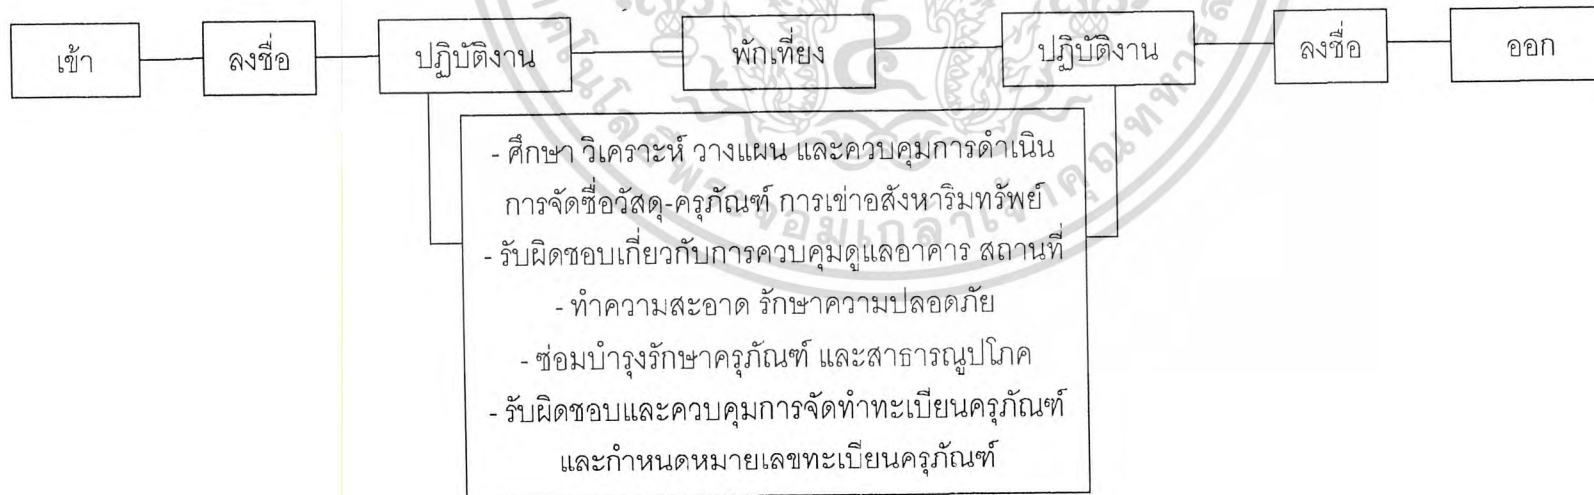 เข้า
ลงชื่อ
ปฏิบัติงาน
พักเที่ยง
ปฏิบัติงาน
ลงชื่อ
ออก
- ศึกษา วิเคราะห์ วางแผน และควบคุมการดำเนิน
การจัดซื่อวัสดุ-ครุภัณฑ์ การเข่าอสังหาริมทรัพย์
- รับผิดชอบเกี่ยวกับการควบคุมดูแลอาคาร สถานที่
- ทำความสะอาด รักษาความปลอดภัย
- ซ่อมบำรุงรักษาครุภัณฑ์ และสาธารณูปโภค
- รับผิดชอบและควบคุมการจัดทำทะเบียนครุภัณฑ์
และกำหนดหมายเลขทะเบียนครุภัณฑ์